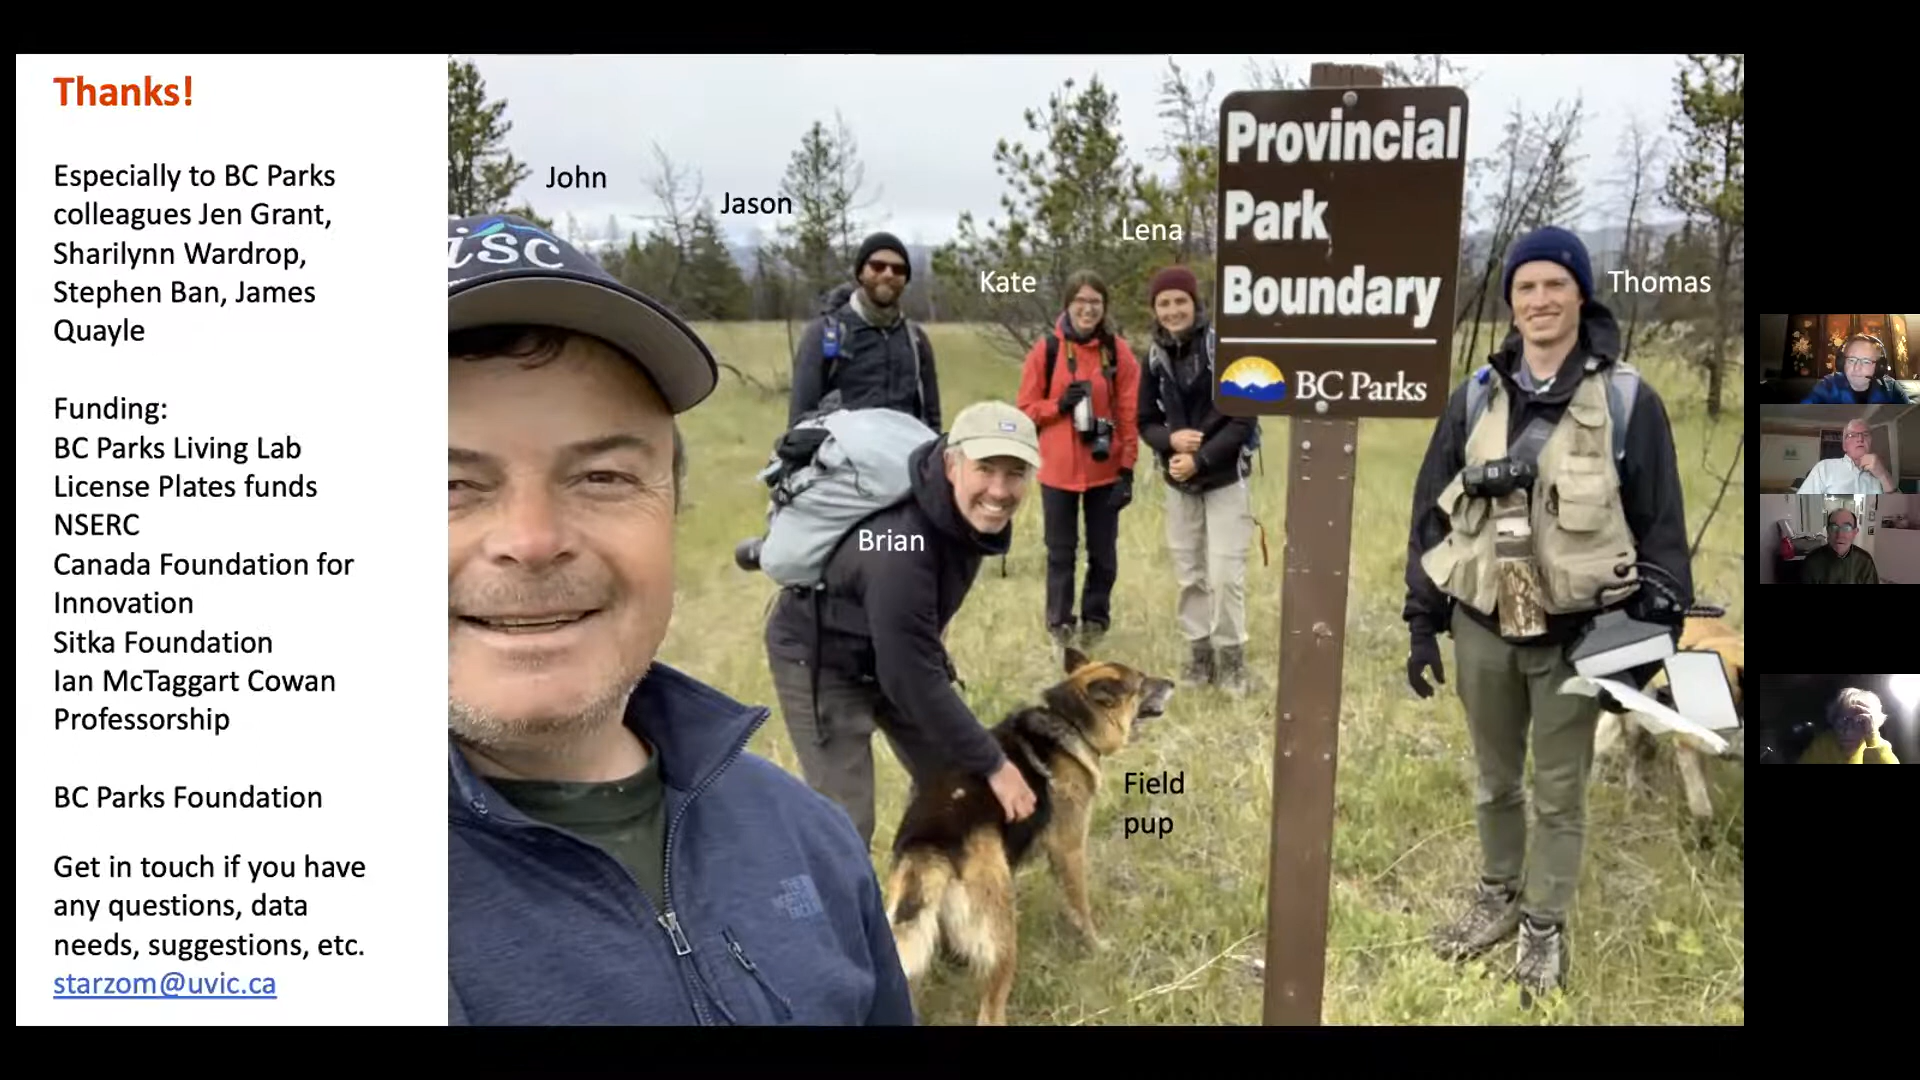 Thanks!
Especially to BC Parks
colleagues Jen Grant,
Sharilynn Wardrop,
Stephen Ban, James
Quayle
Funding:
BC Parks Living Lab
License Plates funds
NSERC
Canada Foundation for
Innovation
Sitka Foundation
Ian McTaggart Cowan
Professorship
BC Parks Foundation
Get in touch if you have
any questions, data
needs, suggestions, etc.
starzom@uvic.ca
John
Jason
Lena
Kate
Thomas
Brian
Field
pup
isc
Provincial
Park
Boundary
BC Parks